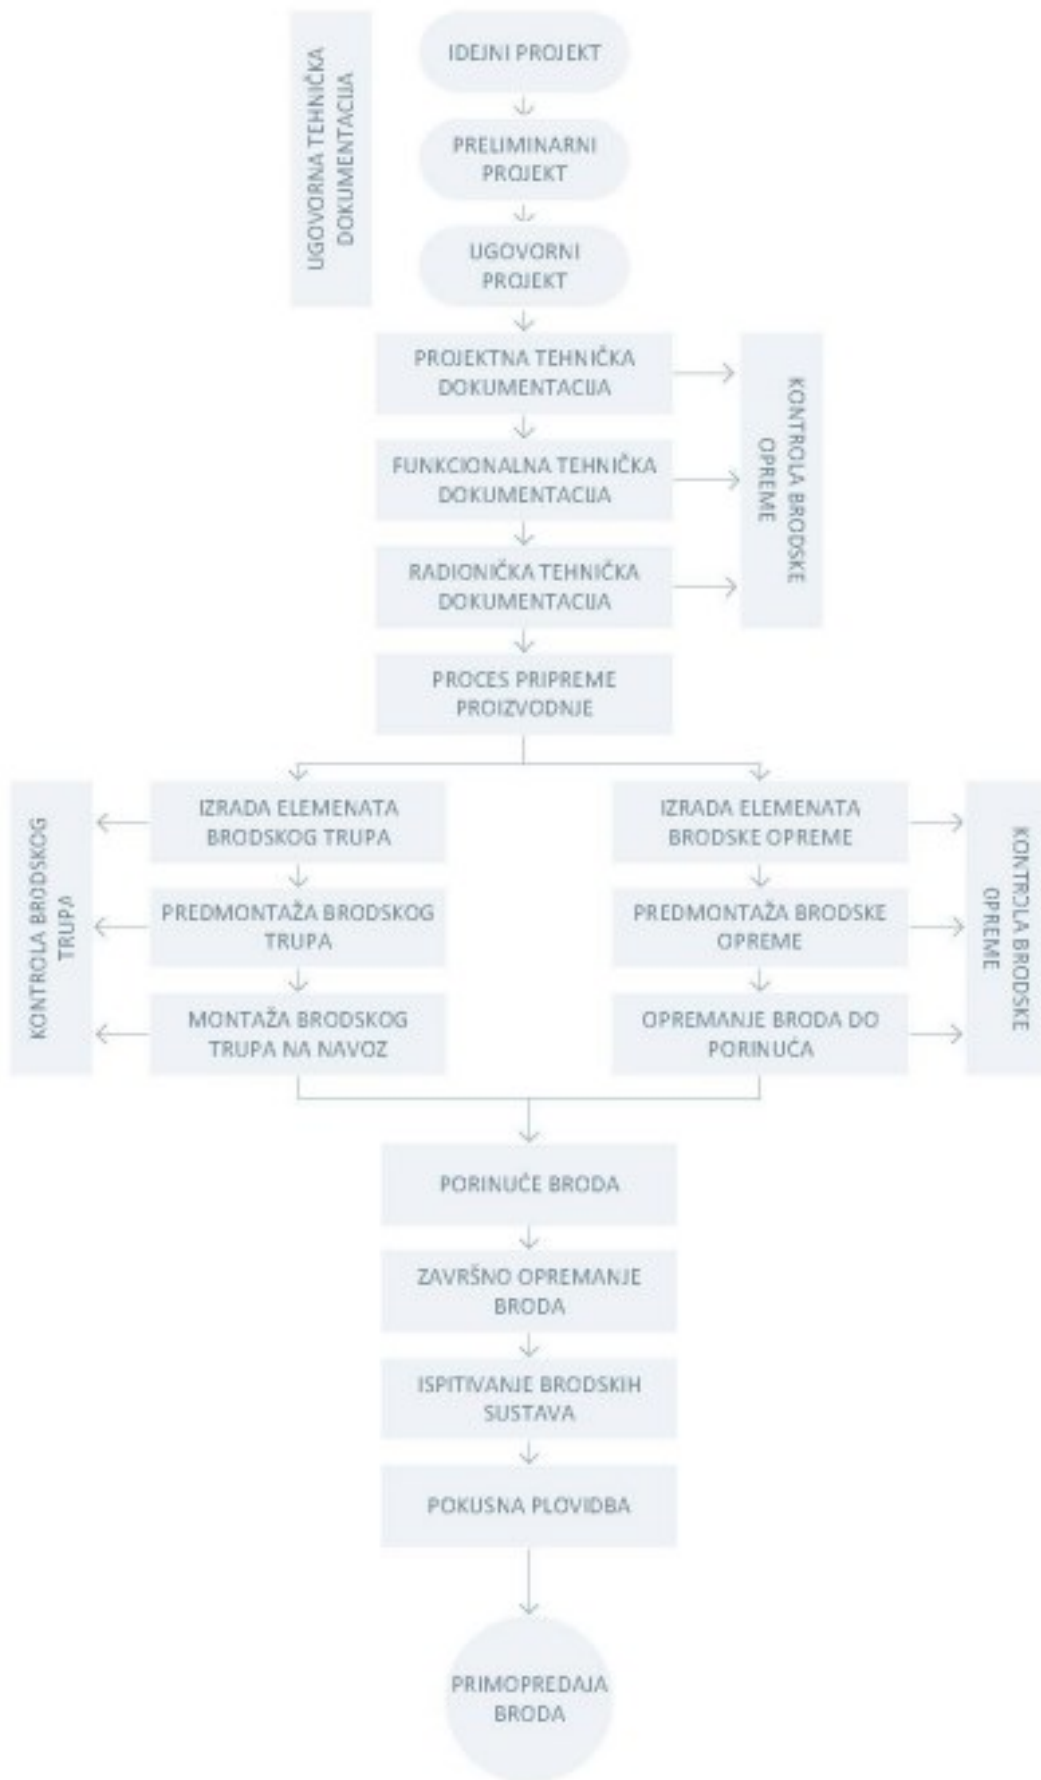 UGOVORNA TEHNIČKA
DOKUMENTACIJA
IDEJNI PROJEKT
PRELIMINARNI
PROJEKT
UGOVORNI
PROJEKT
PROJEKTNA TEHNIČKA
DOKUMENTACIJA
FUNKCIONALNA TEHNIČKA
DOKUMENTACIJA
RADIONIČKA TEHNIČKA
DOKUMENTACIJA
KONTROLA BRODSKE
OPREME
PROCES PRIPREME
PROIZVODNJE
KONTROLA BRODSKOG
TRUPA
IZRADA ELEMENATA
BRODSKOG TRUPA
PREDMONTAŽA BRODSKOG
TRUPA
MONTAŽA BRODSKOG
TRUPA NA NAVOZ
IZRADA ELEMENATA
BRODSKE OPREME
PREDMONTAŽA BRODSKE
OPREME
OPREMANJE BRODA DO
PORINUĆA
KONTROLA BRODSKE
OPREME
PORINUĆE BRODA
ZAVRŠNO OPREMANJE
BRODA
ISPITIVANJE BRODSKIH
SUSTAVA
POKUSNA PLOVIDBA
PRIMOPREDAJA
BRODA